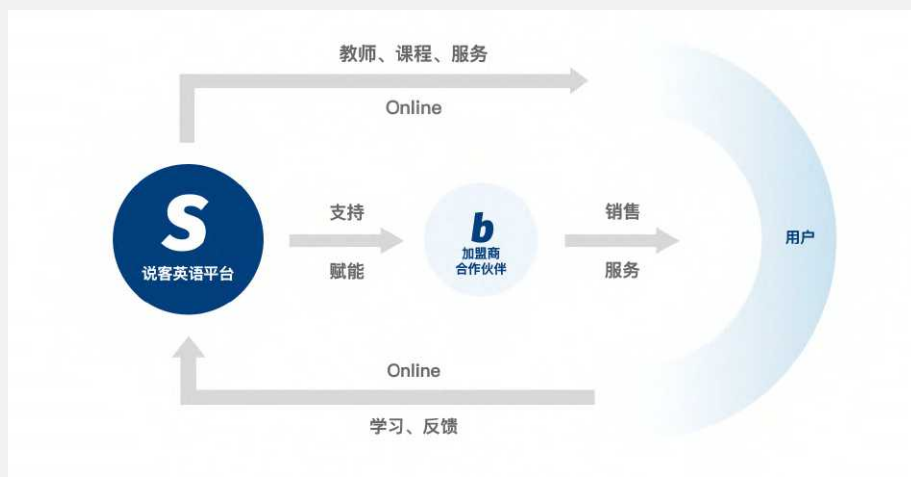 教师、课程、服务
Online
S
说客英语平台
支持
赋能
b
加盟商
合作伙伴
销售
服务
用户
Online
学习、反馈